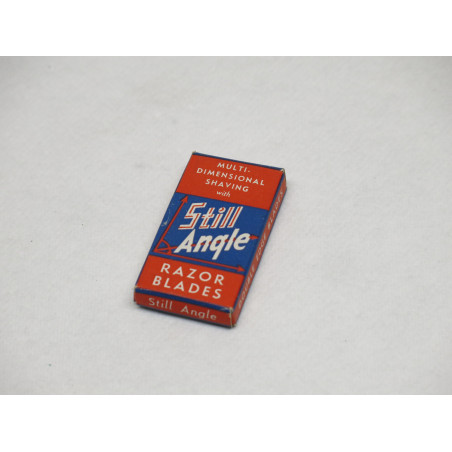 MULTI-
DIMENSIONAL
SHAVING
with
Still
Angle
RAZOR
BLADES
Still Angle